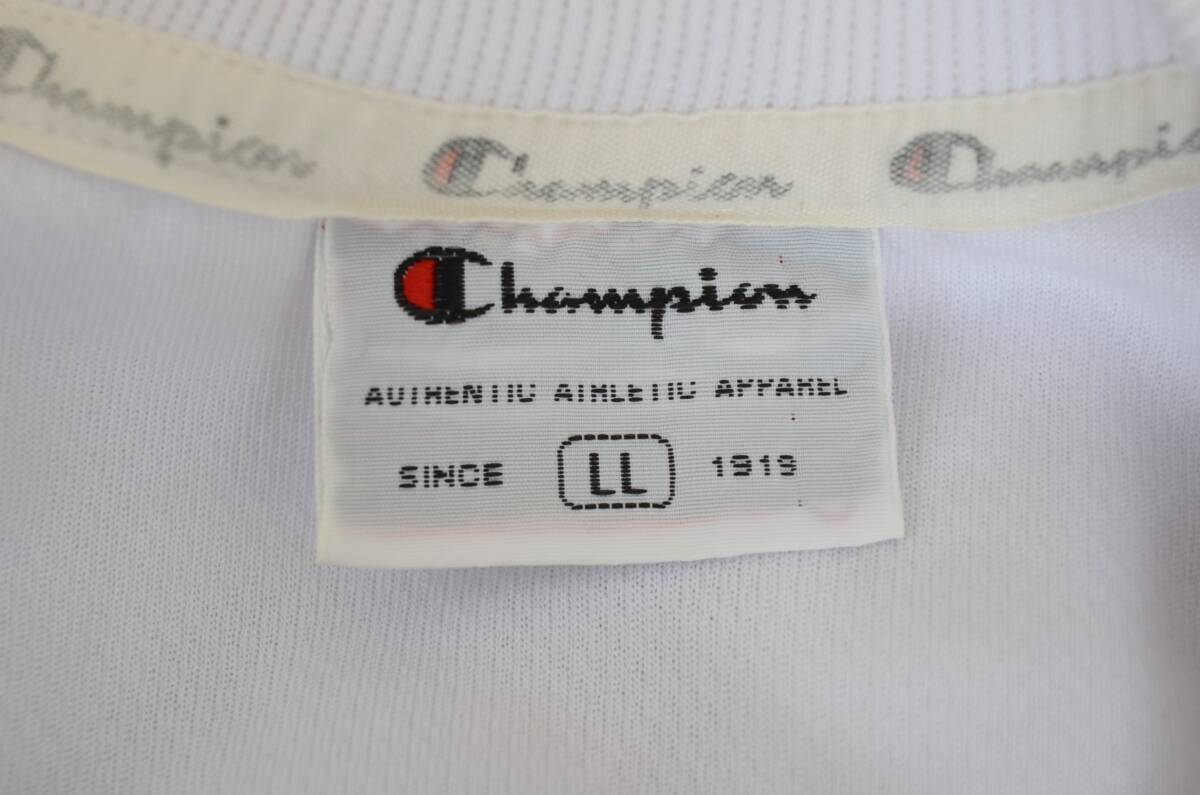 Champion Champion Champion
Champion
AUTHENTIC ATHLETIC APPAREL
SINCE LL 1919